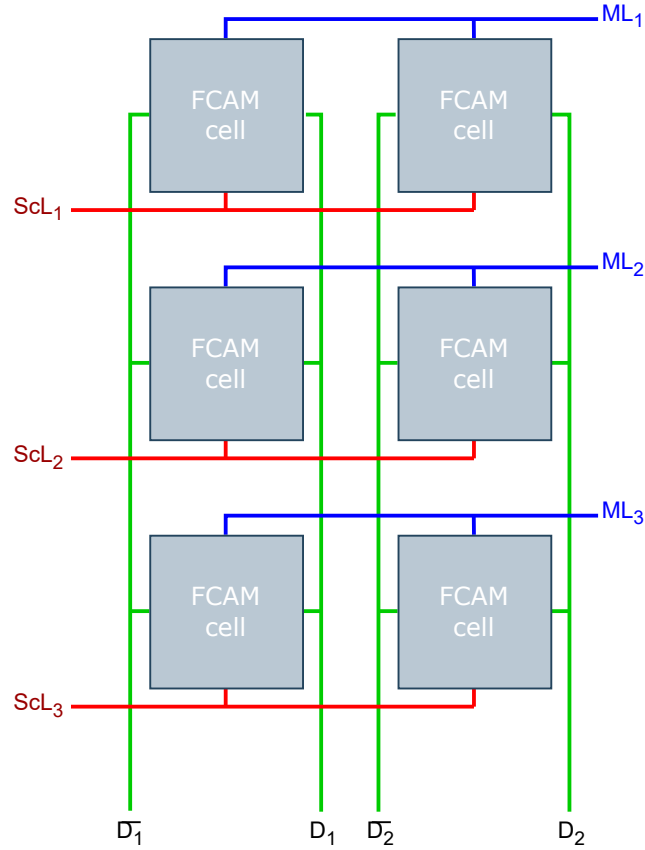 ML₁
FCAM
cell
FCAM
cell
ScL₁
ML₂
FCAM
cell
FCAM
cell
ScL₂
ML₃
FCAM
cell
FCAM
cell
ScL₃
D̅₁ D₁ D̅₂ D₂